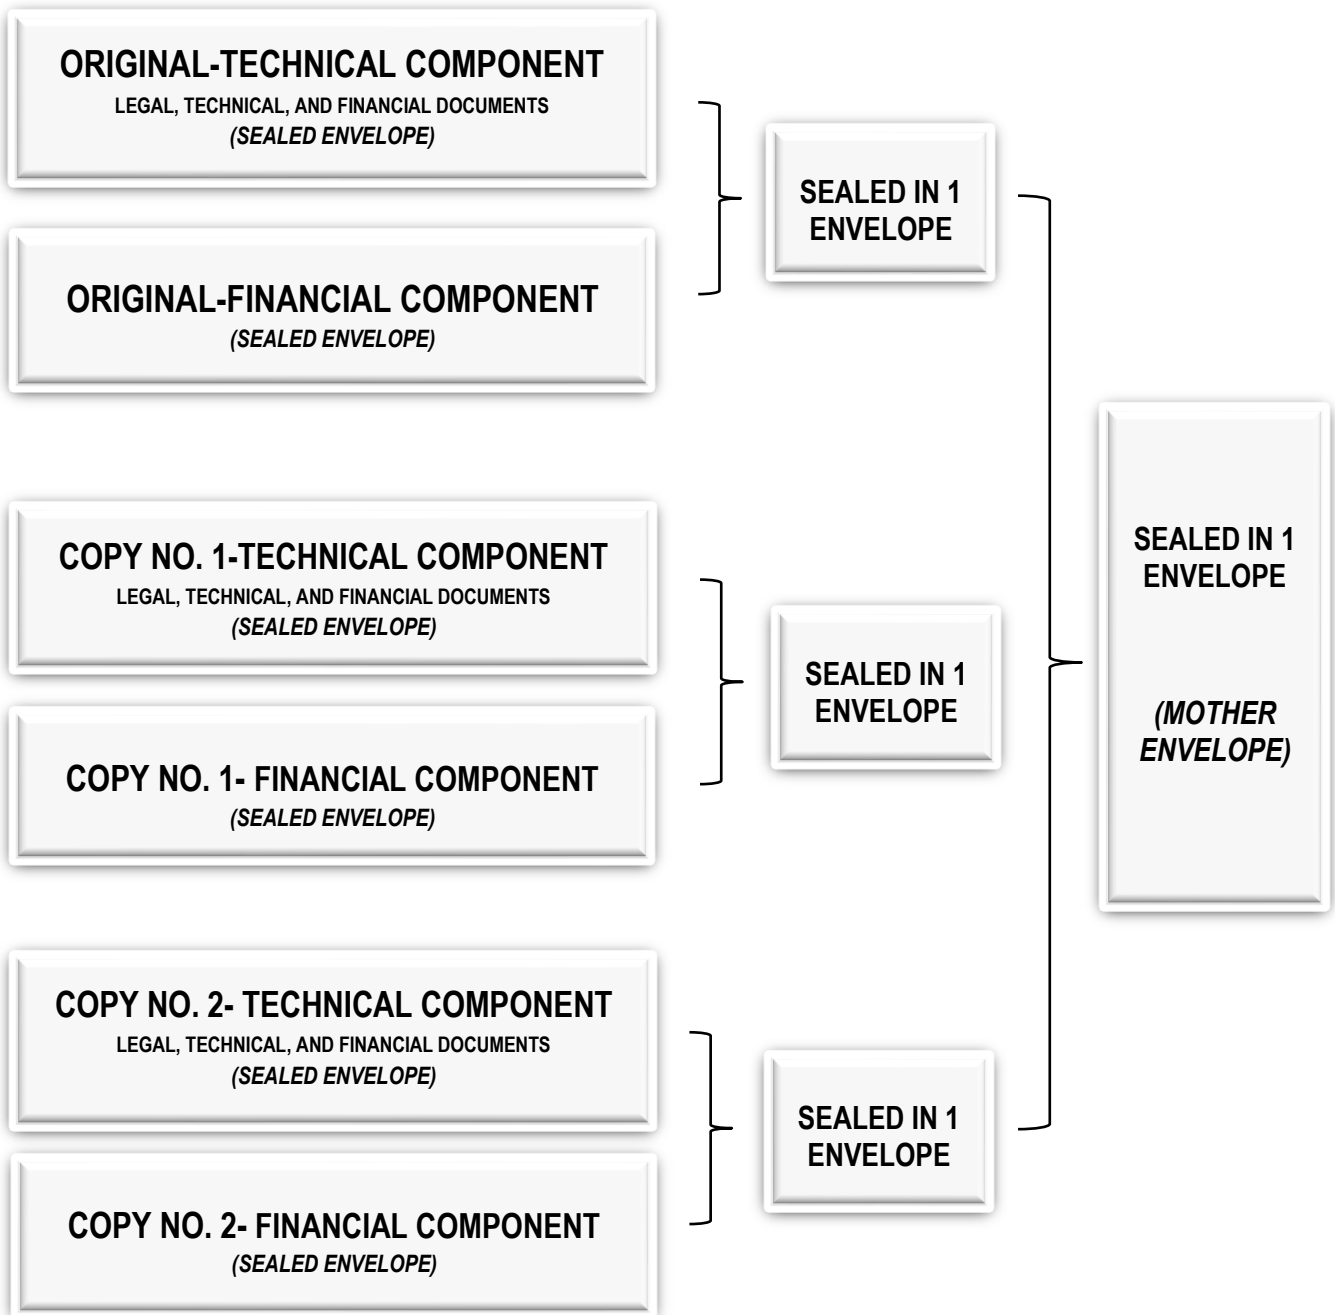 ORIGINAL-TECHNICAL COMPONENT
LEGAL, TECHNICAL, AND FINANCIAL DOCUMENTS
(SEALED ENVELOPE)
ORIGINAL-FINANCIAL COMPONENT
(SEALED ENVELOPE)
SEALED IN 1
ENVELOPE
COPY NO. 1-TECHNICAL COMPONENT
LEGAL, TECHNICAL, AND FINANCIAL DOCUMENTS
(SEALED ENVELOPE)
COPY NO. 1- FINANCIAL COMPONENT
(SEALED ENVELOPE)
SEALED IN 1
ENVELOPE
COPY NO. 2- TECHNICAL COMPONENT
LEGAL, TECHNICAL, AND FINANCIAL DOCUMENTS
(SEALED ENVELOPE)
COPY NO. 2- FINANCIAL COMPONENT
(SEALED ENVELOPE)
SEALED IN 1
ENVELOPE
SEALED IN 1
ENVELOPE
(MOTHER
ENVELOPE)